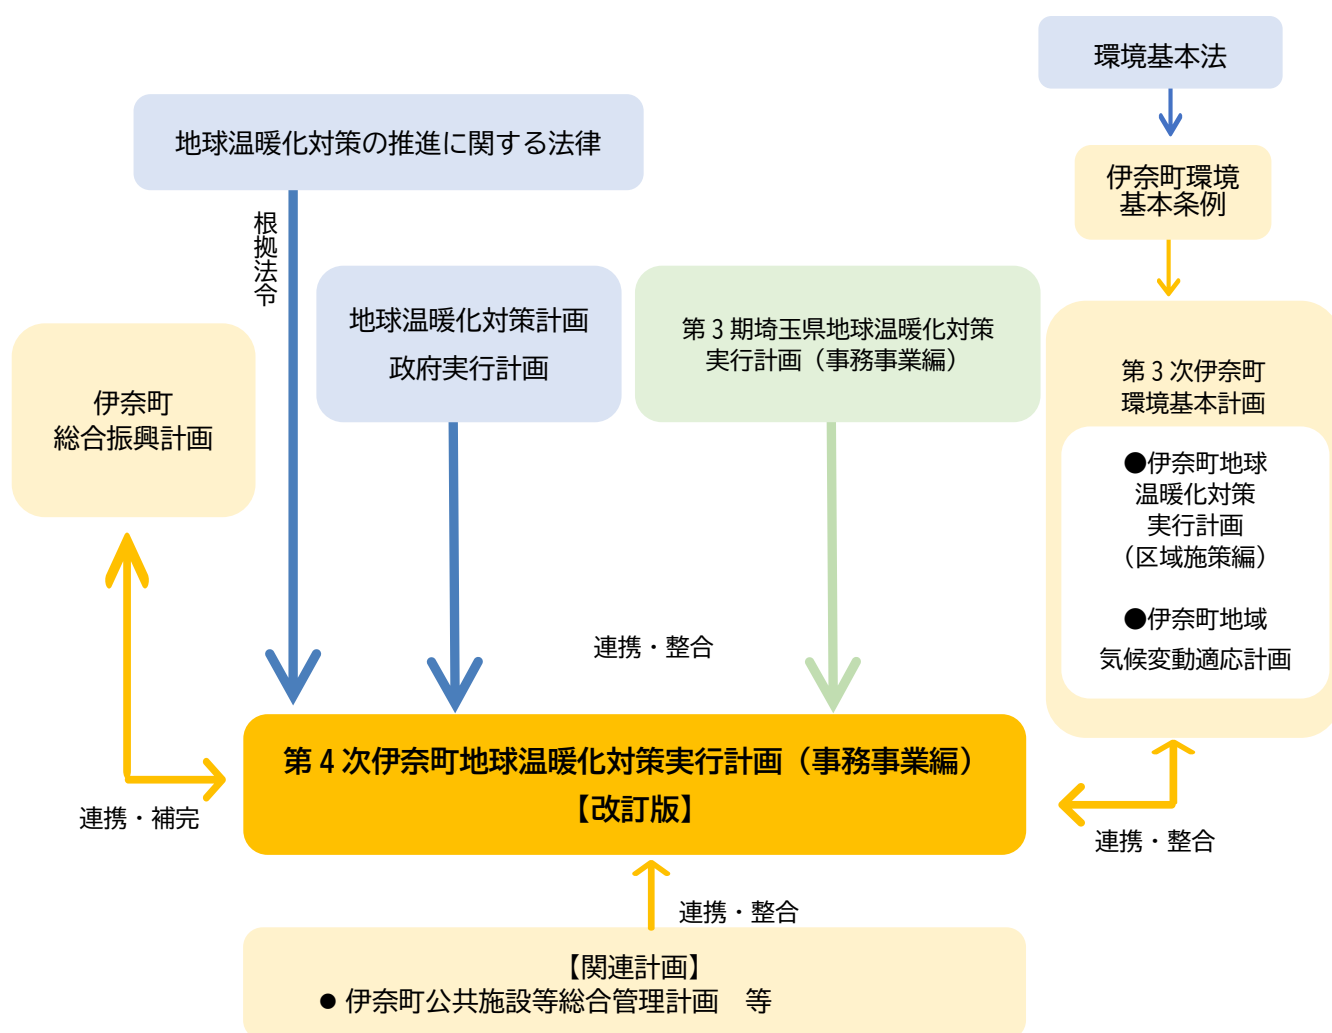 環境基本法
地球温暖化対策の推進に関する法律
伊奈町環境
基本条例
根拠法令
地球温暖化対策計画
政府実行計画
第3期埼玉県地球温暖化対策
実行計画（事務事業編）
伊奈町
総合振興計画
第3次伊奈町
環境基本計画
●伊奈町地球
温暖化対策
実行計画
（区域施策編）
●伊奈町地域
気候変動適応計画
連携・整合
第4次伊奈町地球温暖化対策実行計画（事務事業編）
【改訂版】
連携・補完
連携・整合
連携・整合
【関連計画】
● 伊奈町公共施設等総合管理計画　等